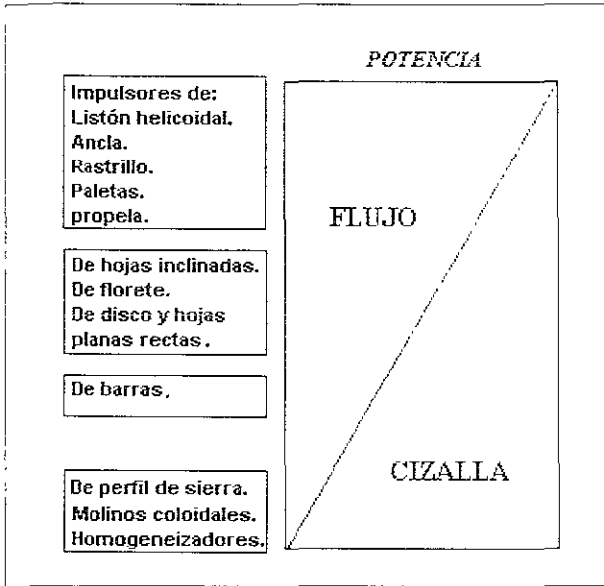 POTENCIA
Impulsores de:
Listón helicoidal.
Ancla.
Rastrillo.
Paletas.
propela.
FLUJO
De hojas inclinadas.
De florete.
De disco y hojas
planas rectas.
De barras.
CIZALLA
De perfil de sierra.
Molinos coloidales.
Homogeneizadores.